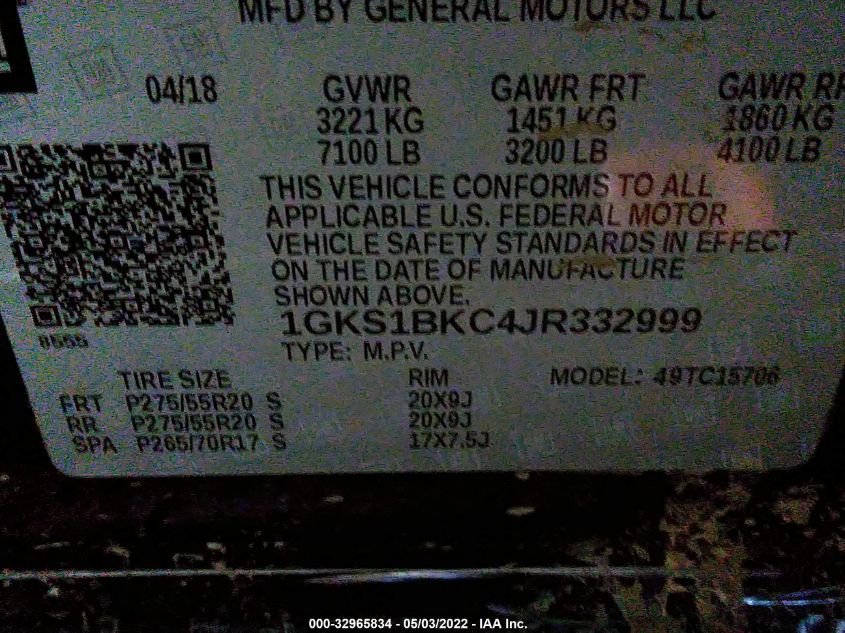 MFD BY GENERAL MOTORS LLC
04/18 GVWR GAWR FRT GAWR RR
3221 KG 1451 KG 1860 KG
7100 LB 3200 LB 4100 LB
THIS VEHICLE CONFORMS TO ALL
APPLICABLE U.S. FEDERAL MOTOR
VEHICLE SAFETY STANDARDS IN EFFECT
ON THE DATE OF MANUFACTURE
SHOWN ABOVE.
1GKS1BKC4JR332999
TYPE: M.P.V.
TIRE SIZE RIM MODEL: 49TC15706
FRT P275/55R20 S 20X9J
RR P275/55R20 S 20X9J
SPA P265/70R17 S 17X7.5J
000-32965834 - 05/03/2022 - IAA Inc.